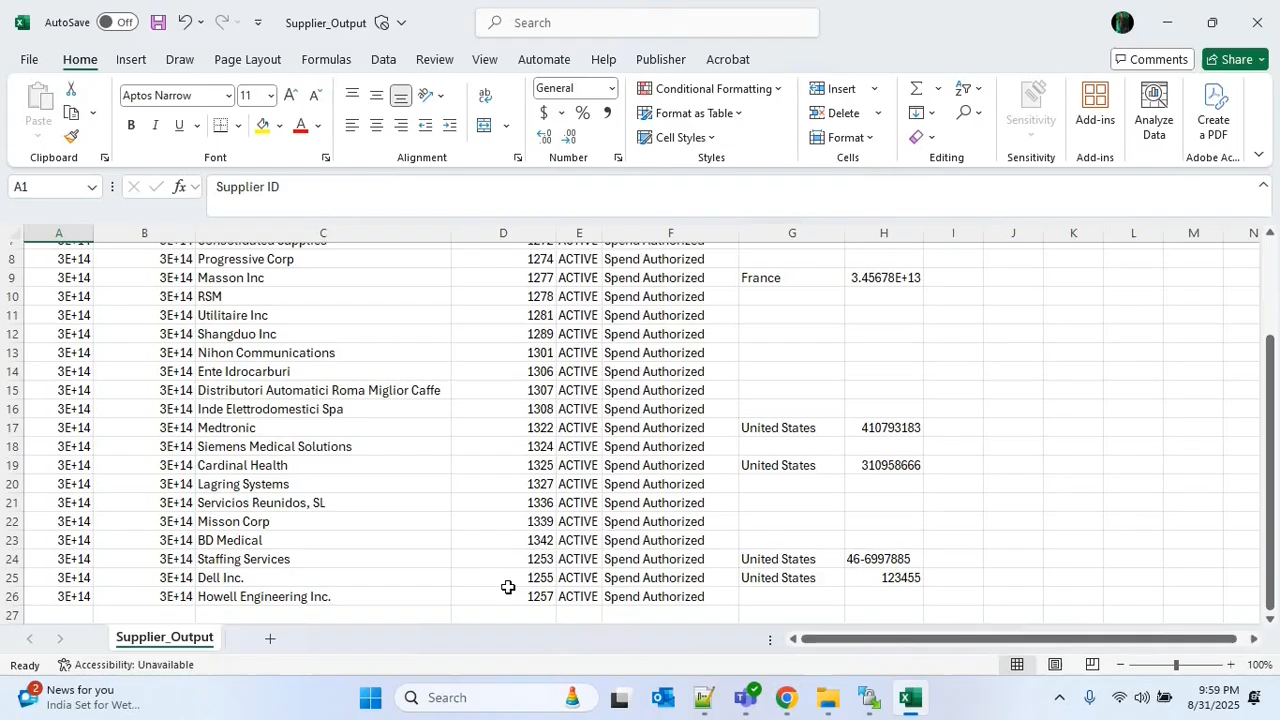 AutoSave Off Supplier_Output Search
File Home Insert Draw Page Layout Formulas Data Review View Automate Help Publisher Acrobat Comments Share
Paste
Clipboard
Aptos Narrow 11
B I U
Font
Alignment
General
$ % 9
Number
Conditional Formatting
Format as Table
Cell Styles
Styles
Insert
Delete
Format
Cells
Editing
Sensitivity
Sensitivity
Add-ins
Add-ins
Analyze Data
Create a PDF
Adobe Ac...
A1 fx Supplier ID
A B C D E F G H I J K L M N
8 3E+14 3E+14 Progressive Corp 1274 ACTIVE Spend Authorized
9 3E+14 3E+14 Masson Inc 1277 ACTIVE Spend Authorized France 3.45678E+13
10 3E+14 3E+14 RSM 1278 ACTIVE Spend Authorized
11 3E+14 3E+14 Utilitaire Inc 1281 ACTIVE Spend Authorized
12 3E+14 3E+14 Shangduo Inc 1289 ACTIVE Spend Authorized
13 3E+14 3E+14 Nihon Communications 1301 ACTIVE Spend Authorized
14 3E+14 3E+14 Ente Idrocarburi 1306 ACTIVE Spend Authorized
15 3E+14 3E+14 Distributori Automatici Roma Miglior Caffe 1307 ACTIVE Spend Authorized
16 3E+14 3E+14 Inde Elettrodomestici Spa 1308 ACTIVE Spend Authorized
17 3E+14 3E+14 Medtronic 1322 ACTIVE Spend Authorized United States 410793183
18 3E+14 3E+14 Siemens Medical Solutions 1324 ACTIVE Spend Authorized
19 3E+14 3E+14 Cardinal Health 1325 ACTIVE Spend Authorized United States 310958666
20 3E+14 3E+14 Lagring Systems 1327 ACTIVE Spend Authorized
21 3E+14 3E+14 Servicios Reunidos, SL 1336 ACTIVE Spend Authorized
22 3E+14 3E+14 Misson Corp 1339 ACTIVE Spend Authorized
23 3E+14 3E+14 BD Medical 1342 ACTIVE Spend Authorized
24 3E+14 3E+14 Staffing Services 1253 ACTIVE Spend Authorized United States 46-6997885
25 3E+14 3E+14 Dell Inc. 1255 ACTIVE Spend Authorized United States 123455
26 3E+14 3E+14 Howell Engineering Inc. 1257 ACTIVE Spend Authorized
27
Supplier_Output
Ready Accessibility: Unavailable 100%
2 News for you
India Set for Wet...
Search
9:59 PM
8/31/2025